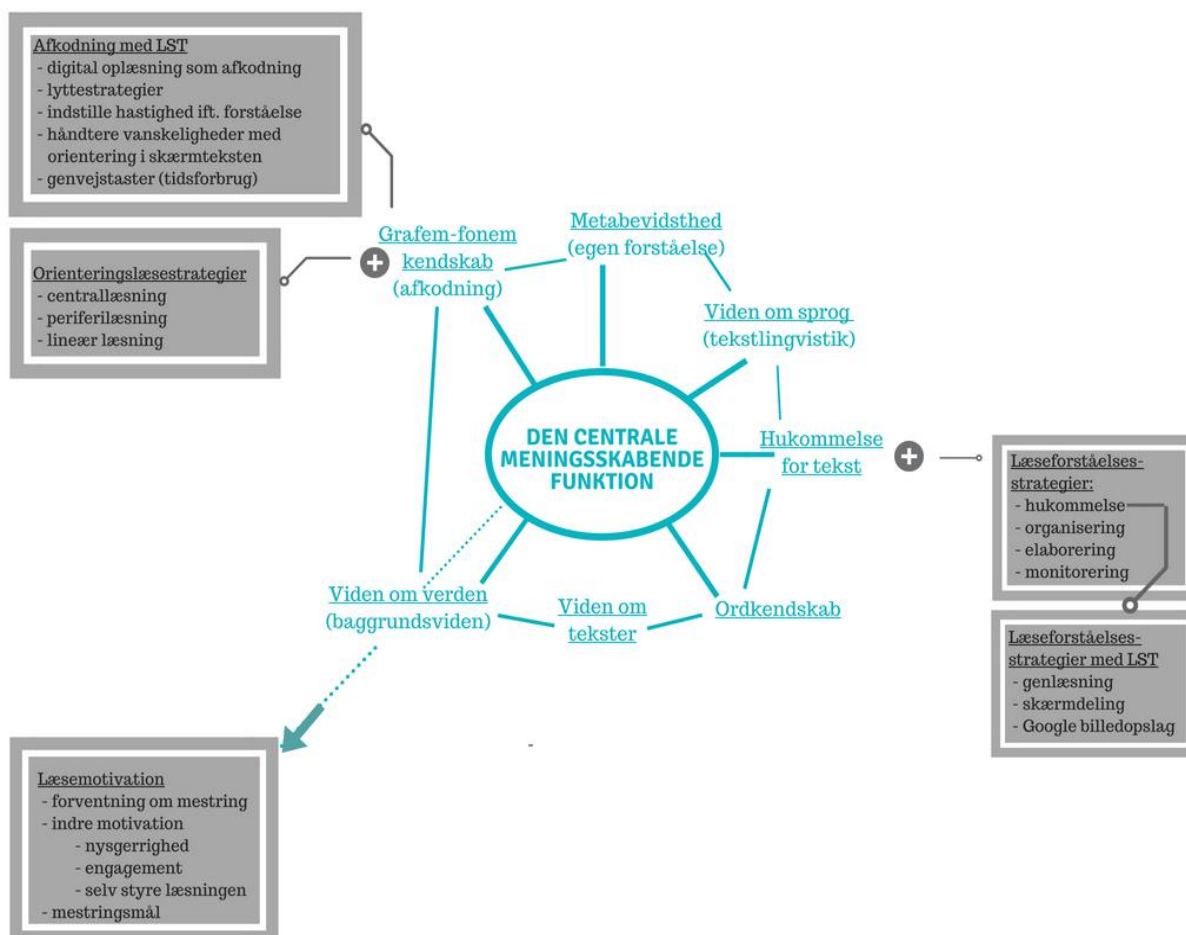 Afkodning med LST
- digital oplæsning som afkodning
- lyttestrategier
- indstille hastighed ift. forståelse
- håndtere vanskeligheder med
orientering i skærmteksten
- genvejstaster (tidsforbrug)
Orienteringslæsestrategier
- centrallæsning
- periferilæsning
- lineær læsning
Grafem-fonem
kendskab
(afkodning)
Metabevidsthed
(egen forståelse)
Viden om sprog
(tekstlingvistik)
DEN CENTRALE
MENINGSSKABENDE
FUNKTION
Hukommelse
for tekst
Læseforståelses-
strategier:
- hukommelse
- organisering
- elaborering
- monitorering
Viden om verden
(baggrundsviden)
Viden om
tekster
Ordkendskab
Læseforståelses-
strategier med LST
- genlæsning
- skærmdeling
- Google billedopslag
Læsemotivation
- forventning om mestring
- indre motivation
- nysgerrighed
- engagement
- selv styre læsningen
- mestringsmål